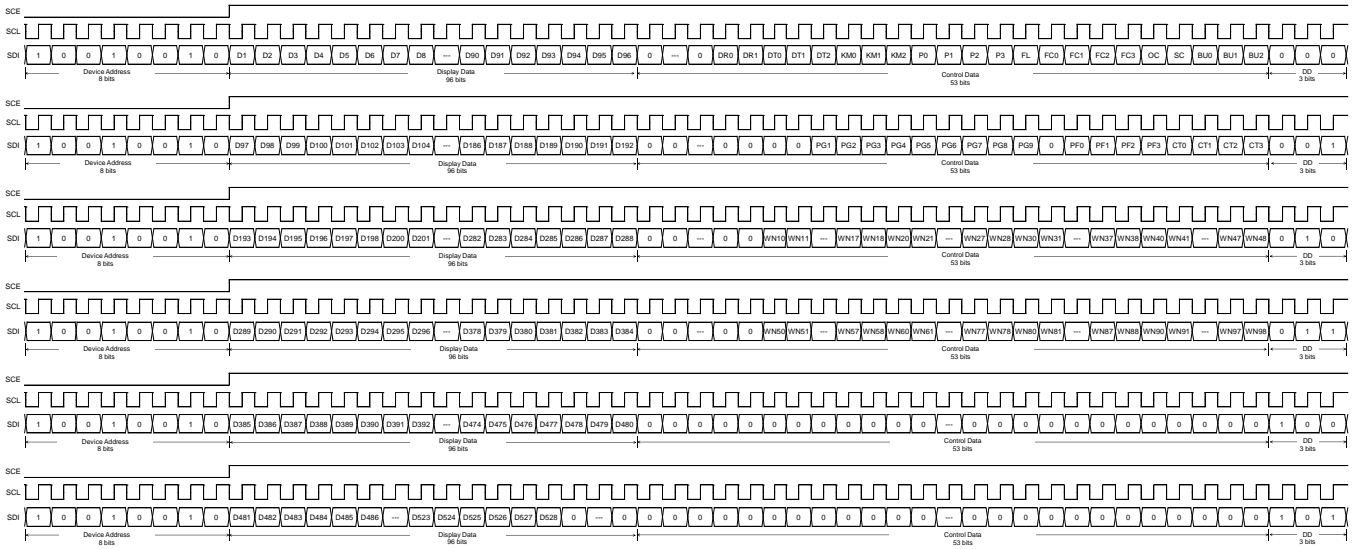 SCE
SCL
SDI 1 0 0 1 0 0 1 0 D1 D2 D3 D4 D5 D6 D7 D8 --- D90 D91 D92 D93 D94 D95 D96 0 --- 0 DR0 DR1 DT0 DT1 DT2 KM0 KM1 KM2 P0 P1 P2 P3 FL FC0 FC1 FC2 FC3 OC SC BU0 BU1 BU2 0 0 0
Device Address Display Data Control Data DD
8 bits 96 bits 53 bits 3 bits
SCE
SCL
SDI 1 0 0 1 0 0 1 0 D97 D98 D99 D100 D101 D102 D103 D104 --- D186 D187 D188 D189 D190 D191 D192 0 0 --- 0 0 0 0 PG1 PG2 PG3 PG4 PG5 PG6 PG7 PG8 PG9 0 PF0 PF1 PF2 PF3 CT0 CT1 CT2 CT3 0 0 1
Device Address Display Data Control Data DD
8 bits 96 bits 53 bits 3 bits
SCE
SCL
SDI 1 0 0 1 0 0 1 0 D193 D194 D195 D196 D197 D198 D200 D201 --- D282 D283 D284 D285 D286 D287 D288 0 0 --- 0 0 WN10 WN11 --- WN17 WN18 WN20 WN21 --- WN27 WN28 WN30 WN31 --- WN37 WN38 WN40 WN41 --- WN47 WN48 0 1 0
Device Address Display Data Control Data DD
8 bits 96 bits 53 bits 3 bits
SCE
SCL
SDI 1 0 0 1 0 0 1 0 D289 D290 D291 D292 D293 D294 D295 D296 --- D378 D379 D380 D381 D382 D383 D384 0 0 --- 0 0 WN50 WN51 --- WN57 WN58 WN60 WN61 --- WN77 WN78 WN80 WN81 --- WN87 WN88 WN90 WN91 --- WN97 WN98 0 1 1
Device Address Display Data Control Data DD
8 bits 96 bits 53 bits 3 bits
SCE
SCL
SDI 1 0 0 1 0 0 1 0 D385 D386 D387 D388 D389 D390 D391 D392 --- D474 D475 D476 D477 D478 D479 D480 0 0 0 0 0 0 0 0 0 0 0 0 --- 0 0 0 0 0 0 0 0 0 0 0 0 1 0 0
Device Address Display Data Control Data DD
8 bits 96 bits 53 bits 3 bits
SCE
SCL
SDI 1 0 0 1 0 0 1 0 D481 D482 D483 D484 D485 D486 --- D523 D524 D525 D526 D527 D528 0 --- 0 0 0 0 0 0 0 0 0 0 0 0 0 --- 0 0 0 0 0 0 0 0 0 0 0 0 1 0 1
Device Address Display Data Control Data DD
8 bits 96 bits 53 bits 3 bits